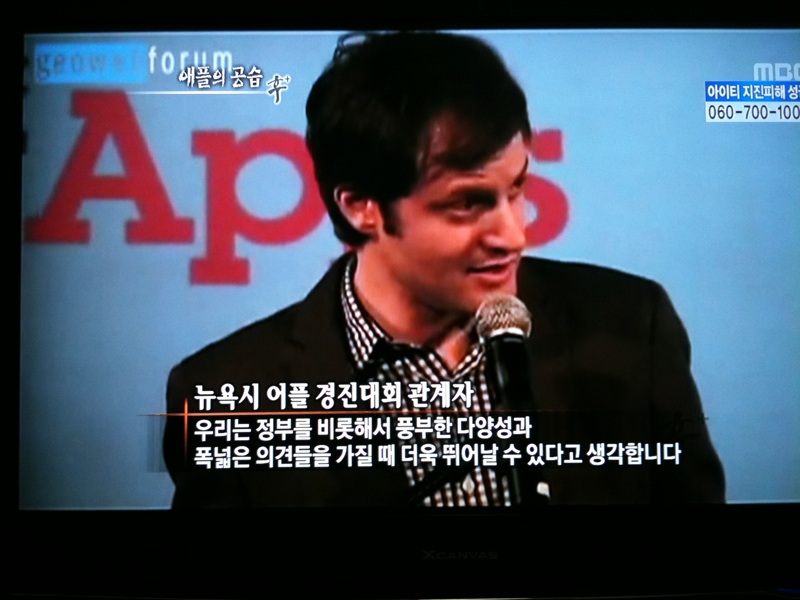 geoweb forum
애플의 공습
MBC
아이티 지진피해 성
060-700-100
Apps
뉴욕시 어플 경진대회 관계자
우리는 정부를 비롯해서 풍부한 다양성과
폭넓은 의견들을 가질 때 더욱 뛰어날 수 있다고 생각합니다
XCANVAS